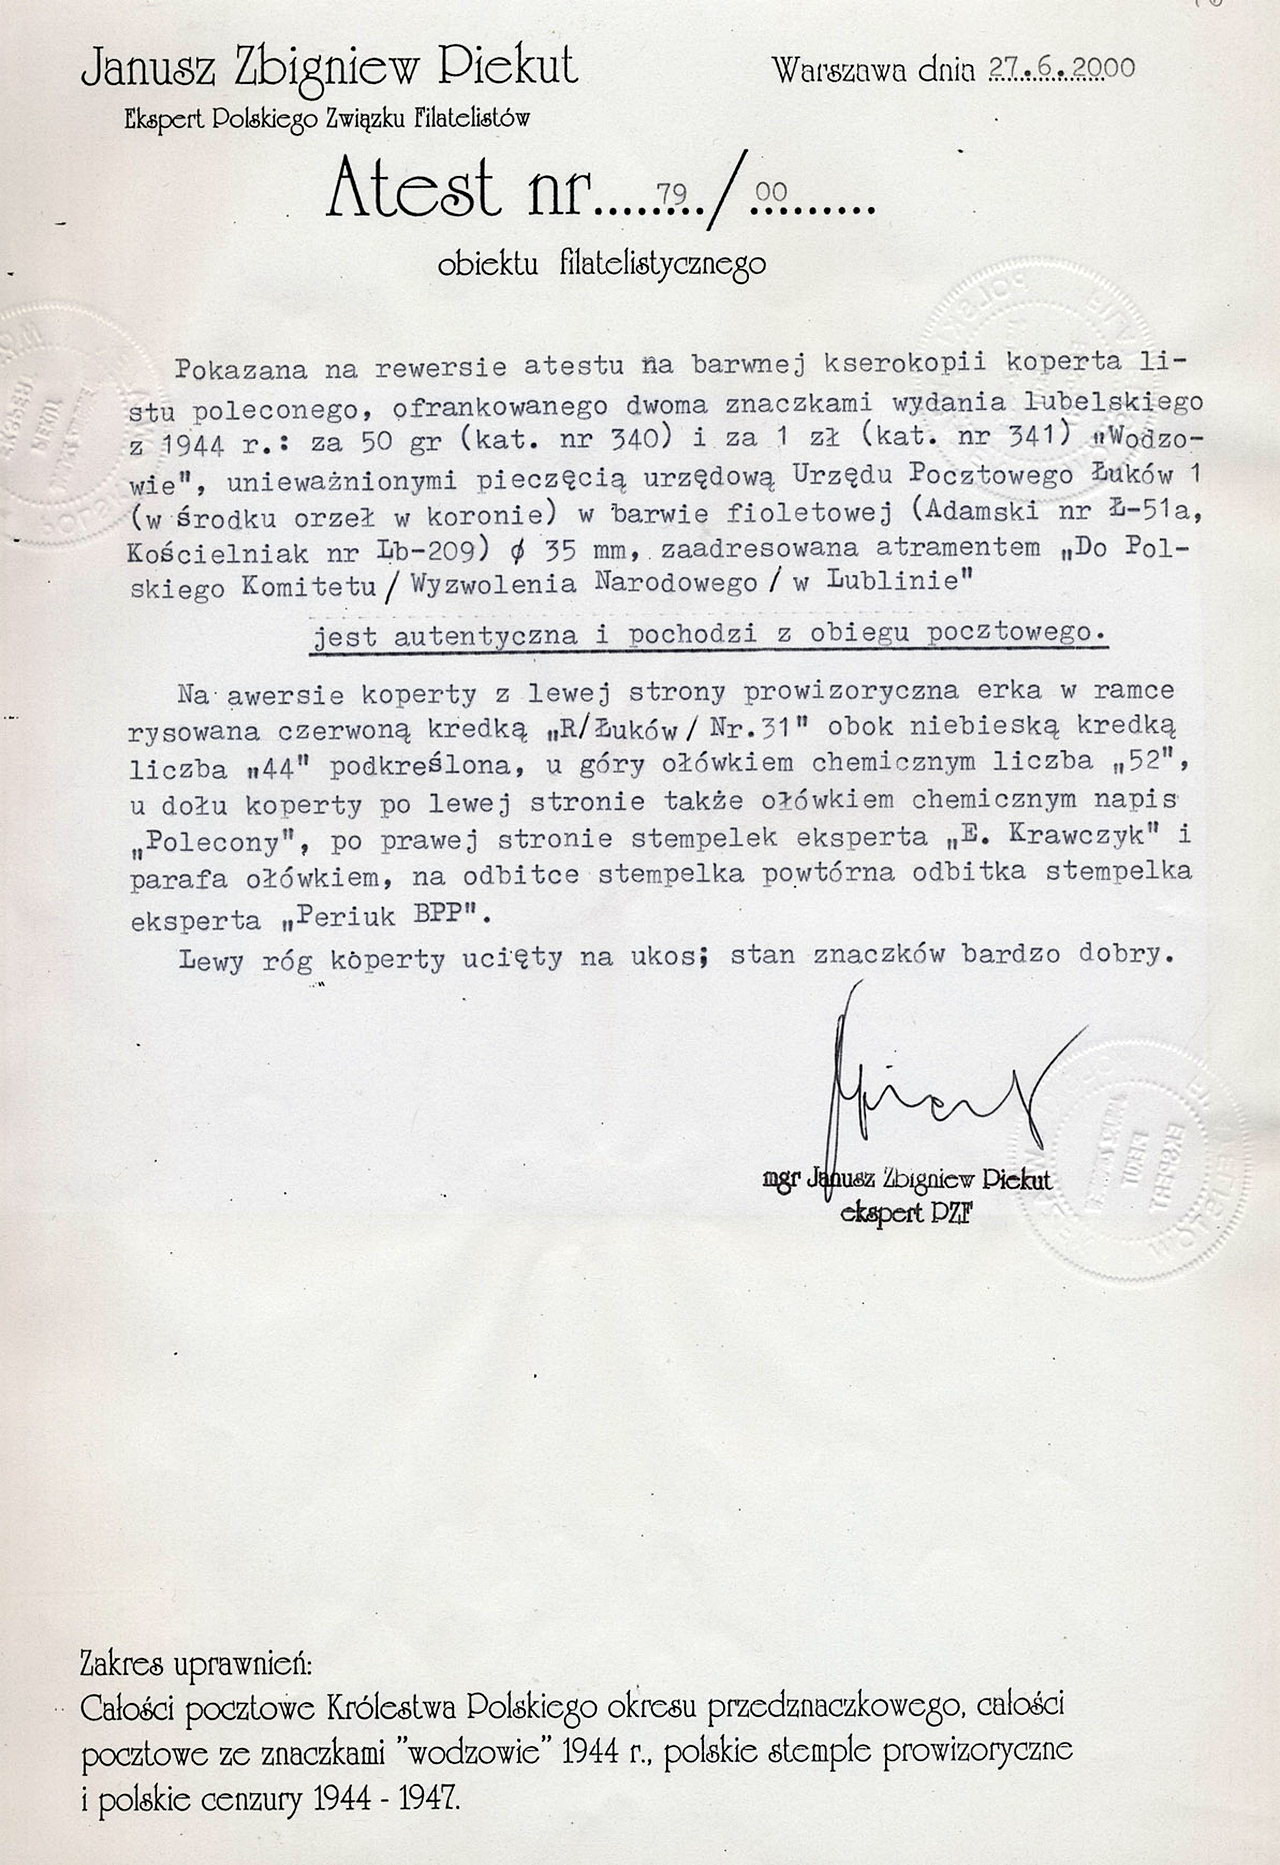 Janusz Zbigniew Piekut
Warszawa dnia 27.6.2000
Ekspert Polskiego Związku Filatelistów
Atest nr.....79./.00.........
obiektu filatelistycznego
Pokazana na rewersie atestu na barwnej kserokopii koperta li-
stu poleconego, ofrankowanego dwoma znaczkami wydania lubelskiego
z 1944 r.: za 50 gr (kat. nr 340) i za 1 zł (kat. nr 341) „Wodzo-
wie", unieważnionymi pieczęcią urzędową Urzędu Pocztowego Łuków 1
(w środku orzeł w koronie) w barwie fioletowej (Adamski nr Ł-51a,
Kościelniak nr Lb-209) ø 35 mm, zaadresowana atramentem „Do Pol-
skiego Komitetu / Wyzwolenia Narodowego / w Lublinie"
jest autentyczna i pochodzi z obiegu pocztowego.
Na awersie koperty z lewej strony prowizoryczna erka w ramce
rysowana czerwoną kredką „R/Łuków/ Nr.31" obok niebieską kredką
liczba „44" podkreślona, u góry ołówkiem chemicznym liczba „52",
u dołu koperty po lewej stronie także ołówkiem chemicznym napis
„Polecony", po prawej stronie stempelek eksperta „E. Krawczyk" i
parafa ołówkiem, na odbitce stempelka powtórna odbitka stempelka
eksperta „Periuk BPP".
Lewy róg koperty ucięty na ukos; stan znaczków bardzo dobry.
mgr Janusz Zbigniew Piekut
ekspert PZF
Zakres uprawnień:
Całości pocztowe Królestwa Polskiego okresu przedznaczkowego, całości
pocztowe ze znaczkami "wodzowie" 1944 r., polskie stemple prowizoryczne
i polskie cenzury 1944 - 1947.